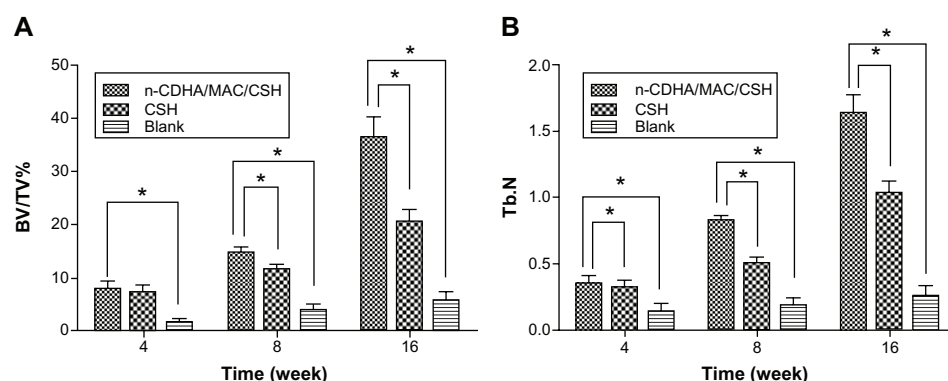 A
*
*
50
n-CDHA/MAC/CSH
CSH
Blank
40
30
20
10
0
BV/TV%
*
*
*
4
8
16
Time (week)
B
*
*
2.0
n-CDHA/MAC/CSH
CSH
Blank
1.5
1.0
0.5
0.0
Tb.N
*
*
*
*
4
8
16
Time (week)